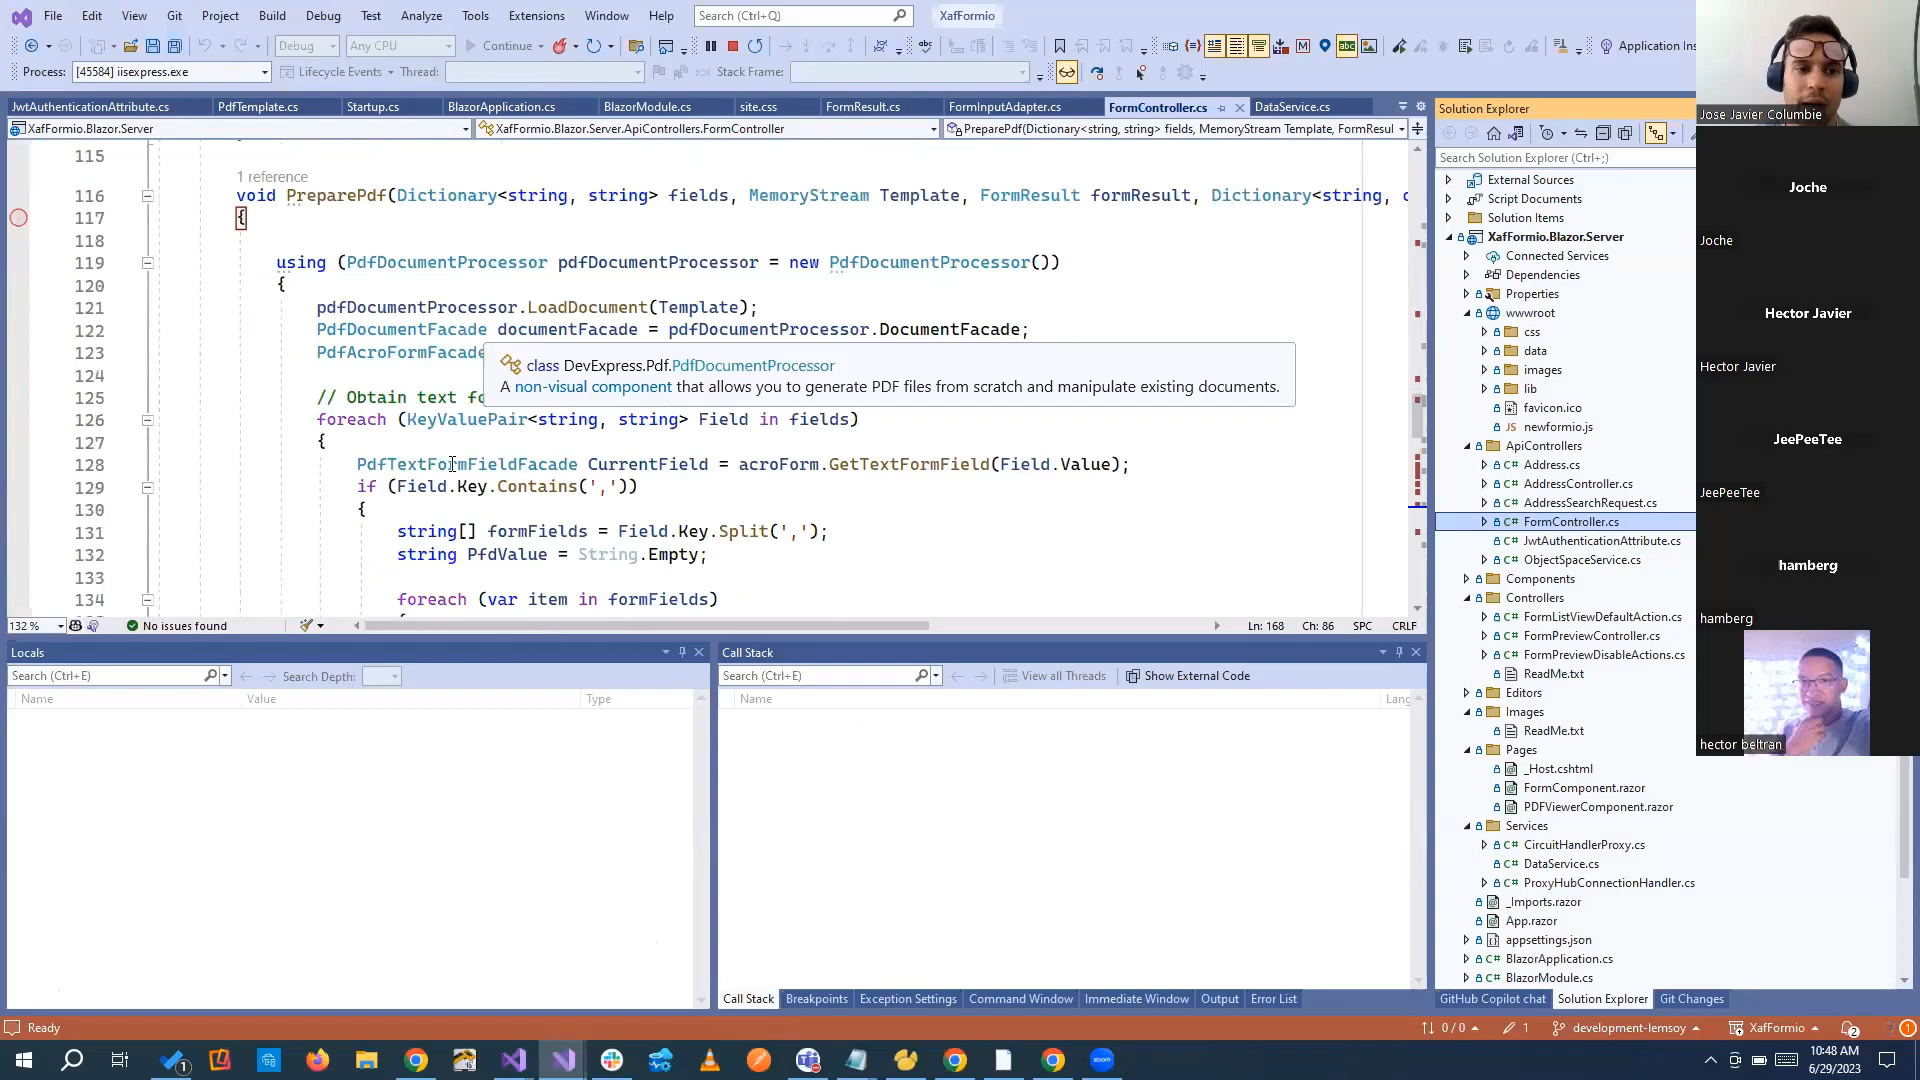 File Edit View Git Project Build Debug Test Analyze Tools Extensions Window Help Search (Ctrl+Q) XafFormio
Debug Any CPU Continue Application Ins
Process: [45584] iisexpress.exe Lifecycle Events Thread: Stack Frame:
JwtAuthenticationAttribute.cs PdfTemplate.cs Startup.cs BlazorApplication.cs BlazorModule.cs site.css FormResult.cs FormInputAdapter.cs FormController.cs DataService.cs
XafFormio.Blazor.Server XafFormio.Blazor.Server.ApiControllers.FormController PreparePdf(Dictionary<string, string> fields, MemoryStream Template, FormResul
115
1 reference
116 void PreparePdf(Dictionary<string, string> fields, MemoryStream Template, FormResult formResult, Dictionary<string,
117 {
118
119 using (PdfDocumentProcessor pdfDocumentProcessor = new PdfDocumentProcessor())
120 {
121 pdfDocumentProcessor.LoadDocument(Template);
122 PdfDocumentFacade documentFacade = pdfDocumentProcessor.DocumentFacade;
123 PdfAcroFormFacade
class DevExpress.Pdf.PdfDocumentProcessor
A non-visual component that allows you to generate PDF files from scratch and manipulate existing documents.
124
125 // Obtain text fo
126 foreach (KeyValuePair<string, string> Field in fields)
127 {
128 PdfTextFormFieldFacade CurrentField = acroForm.GetTextFormField(Field.Value);
129 if (Field.Key.Contains(','))
130 {
131 string[] formFields = Field.Key.Split(',');
132 string PfdValue = String.Empty;
133
134 foreach (var item in formFields)
132 % No issues found Ln: 168 Ch: 86 SPC CRLF
Locals
Search (Ctrl+E) Search Depth:
Name Value Type
Call Stack
Search (Ctrl+E) View all Threads Show External Code
Name Lang
Call Stack Breakpoints Exception Settings Command Window Immediate Window Output Error List
Solution Explorer
Search Solution Explorer (Ctrl+;)
External Sources
Script Documents
Solution Items
XafFormio.Blazor.Server
Connected Services
Dependencies
Properties
wwwroot
css
data
images
lib
favicon.ico
JS newformio.js
ApiControllers
C# Address.cs
C# AddressController.cs
C# AddressSearchRequest.cs
C# FormController.cs
C# JwtAuthenticationAttribute.cs
C# ObjectSpaceService.cs
Components
Controllers
C# FormListViewDefaultAction.cs
C# FormPreviewController.cs
C# FormPreviewDisableActions.cs
ReadMe.txt
Editors
Images
ReadMe.txt
Pages
_Host.cshtml
FormComponent.razor
PDFViewerComponent.razor
Services
C# CircuitHandlerProxy.cs
C# DataService.cs
C# ProxyHubConnectionHandler.cs
_Imports.razor
App.razor
appsettings.json
C# BlazorApplication.cs
C# BlazorModule.cs
GitHub Copilot chat Solution Explorer Git Changes
Jose Javier Columbie
Joche
Joche
Hector Javier
Hector Javier
JeePeeTee
JeePeeTee
hamberg
hamberg
hector beltran
Ready 0 / 0 1 development-lemsoy XafFormio 2 1
1 zoom 10:48 AM
6/29/2023